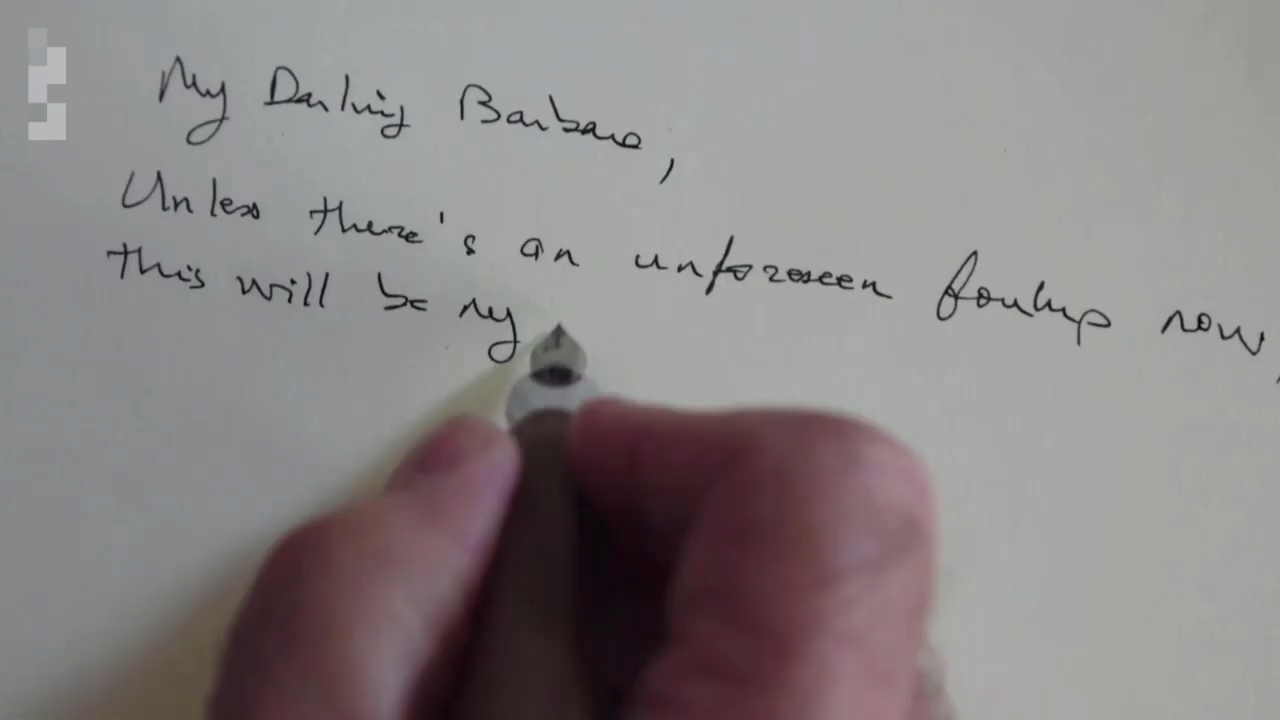 My Darling Barbara,
Unless there's an unforeseen foulup now,
this will be my